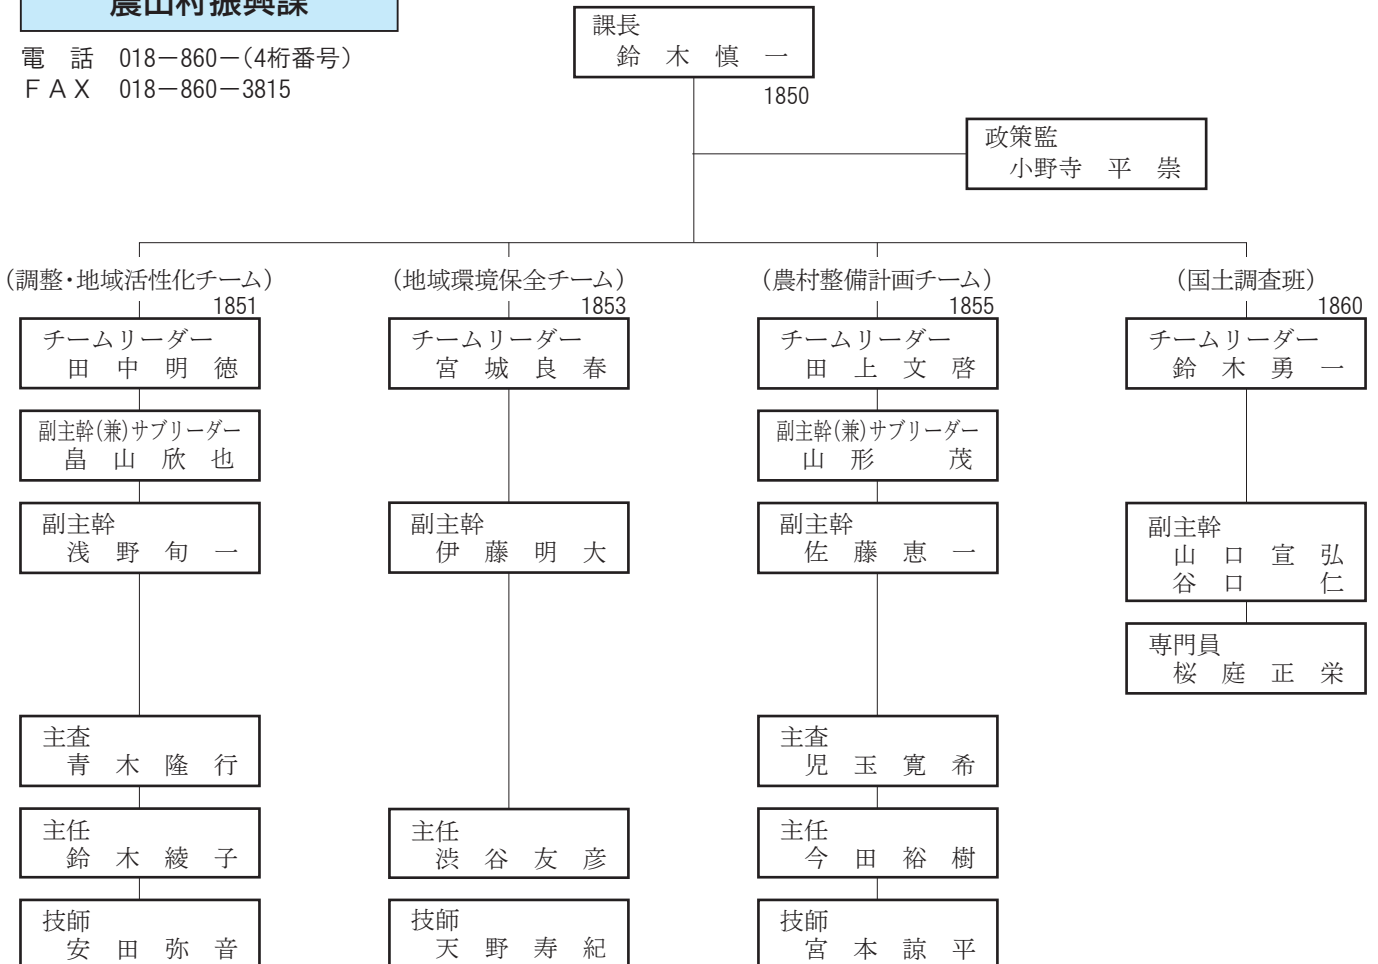 農山村振興課
電　話　018－860－（4桁番号）
ＦＡＸ　018－860－3815
課長
鈴　木　慎　一
1850
政策監
小野寺　平　崇
（調整・地域活性化チーム）
1851
チームリーダー
田　中　明　徳
副主幹（兼）サブリーダー
畠　山　欣　也
副主幹
浅　野　旬　一
主査
青　木　隆　行
主任
鈴　木　綾　子
技師
安　田　弥　音
（地域環境保全チーム）
1853
チームリーダー
宮　城　良　春
副主幹
伊　藤　明　大
主任
渋　谷　友　彦
技師
天　野　寿　紀
（農村整備計画チーム）
1855
チームリーダー
田　上　文　啓
副主幹（兼）サブリーダー
山　形　　　茂
副主幹
佐　藤　恵　一
主査
児　玉　寛　希
主任
今　田　裕　樹
技師
宮　本　諒　平
（国土調査班）
1860
チームリーダー
鈴　木　勇　一
副主幹
山　口　宣　弘
谷　口　　　仁
専門員
桜　庭　正　栄